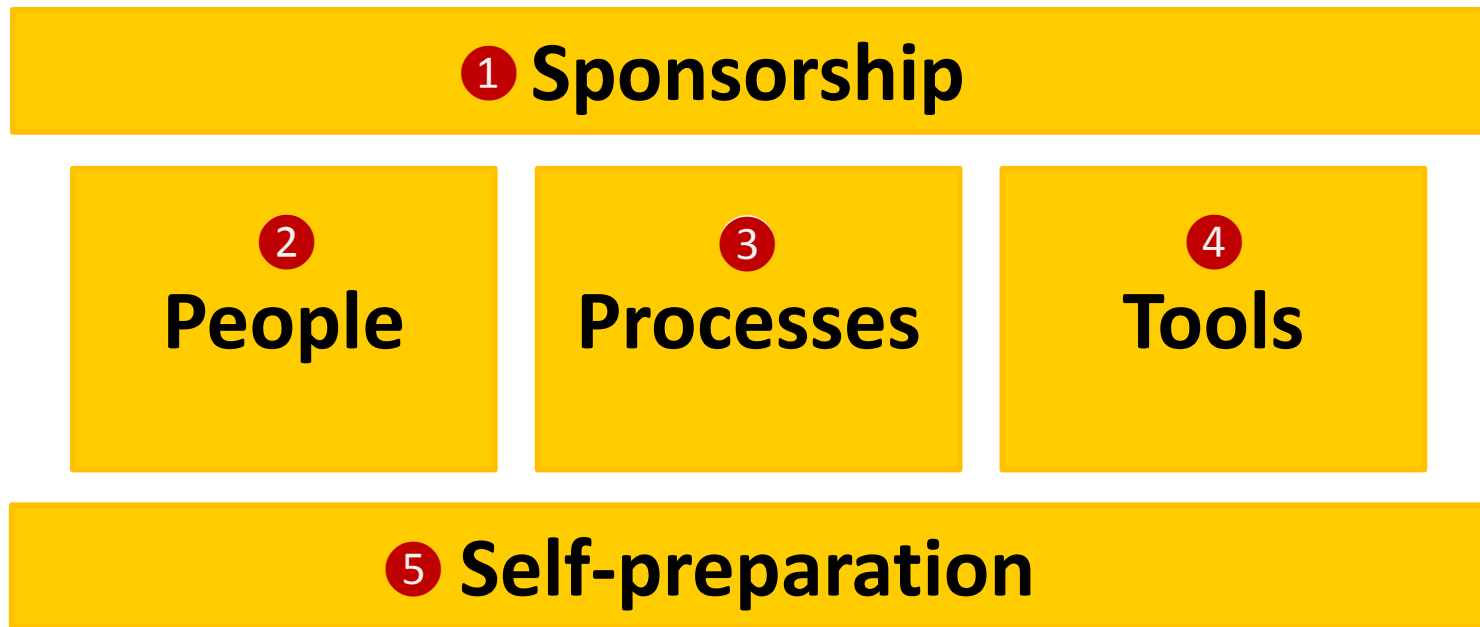 1 Sponsorship
2
People
3
Processes
4
Tools
5 Self-preparation